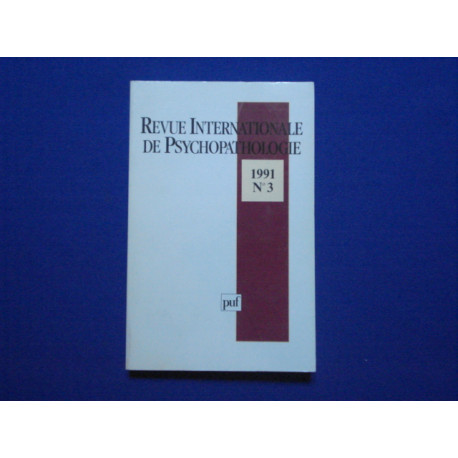 REVUE INTERNATIONALE
DE PSYCHOPATHOLOGIE
1991
N° 3
puf